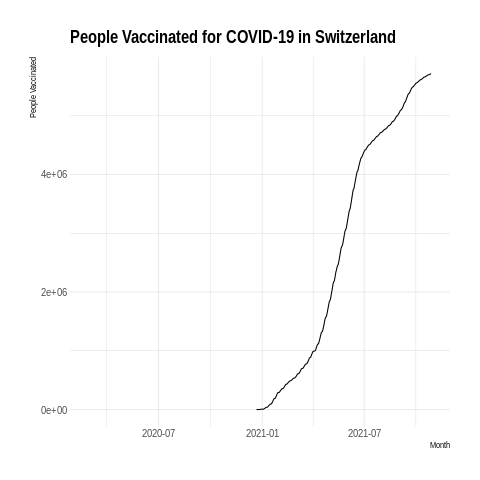 People Vaccinated for COVID-19 in Switzerland
People Vaccinated
4e+06
2e+06
0e+00
2020-07
2021-01
2021-07
Month